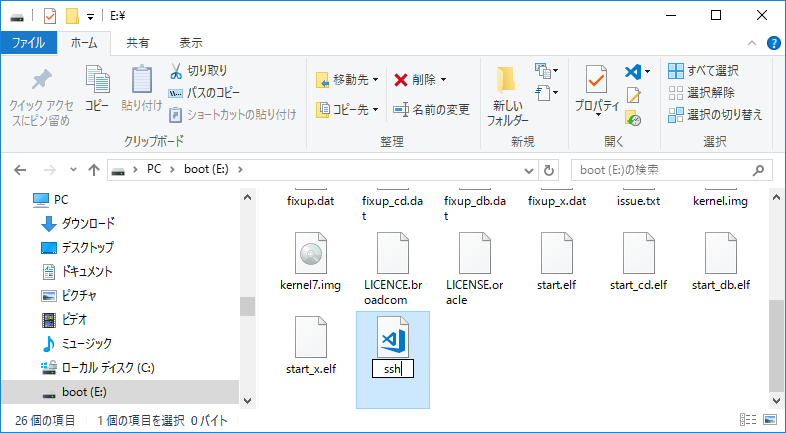 E:¥
ファイル ホーム 共有 表示
クイック アクセスにピン留め
コピー
貼り付け
切り取り
パスのコピー
ショートカットの貼り付け
クリップボード
移動先
コピー先
削除
名前の変更
整理
新しい
フォルダー
新規
プロパティ
開く
すべて選択
選択解除
選択の切り替え
選択
PC boot (E:)
boot (E:)の検索
PC
ダウンロード
デスクトップ
ドキュメント
ピクチャ
ビデオ
ミュージック
ローカル ディスク (C:)
boot (E:)
fixup.dat
fixup_cd.d
at
fixup_db.d
at
fixup_x.dat
issue.txt
kernel.img
kernel7.img
LICENCE.br
oadcom
LICENSE.or
acle
start.elf
start_cd.elf
start_db.elf
start_x.elf
ssh
26 個の項目 1 個の項目を選択 0 バイト